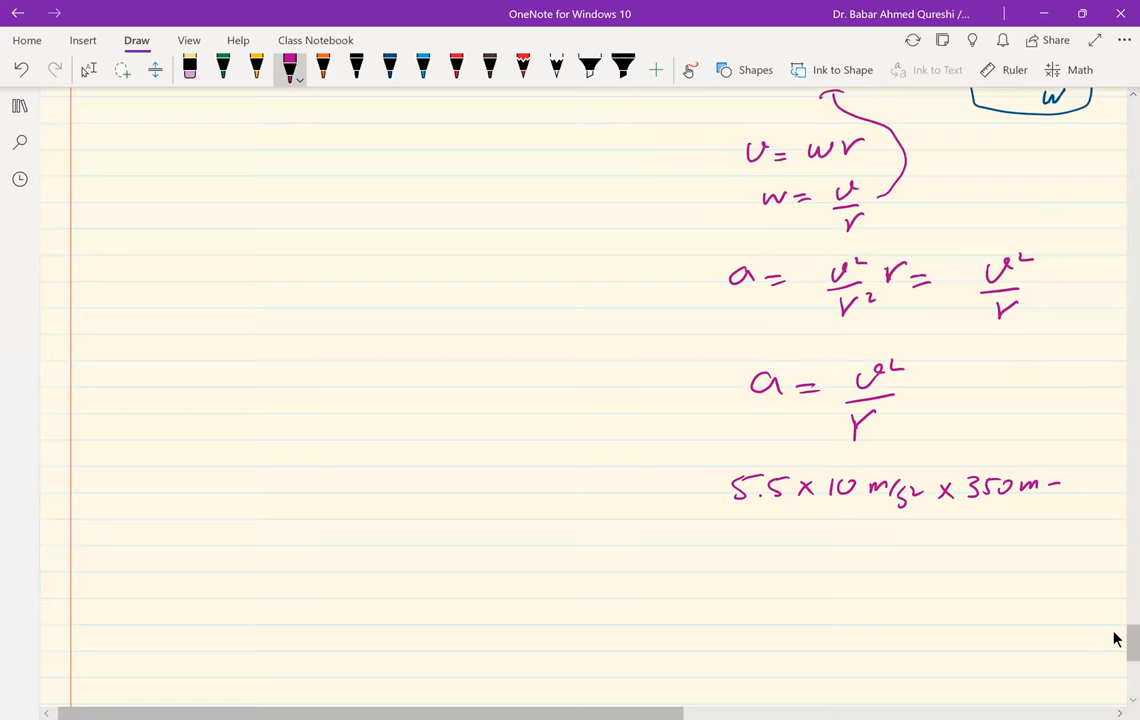 OneNote for Windows 10
Dr. Babar Ahmed Qureshi /...
Home Insert Draw View Help Class Notebook
Share
Shapes Ink to Shape Ink to Text Ruler Math
w
v = wr
w = v/r
a = v²/r² r = v²/r
a = v²/r
5.5 × 10 m/s² × 350m -